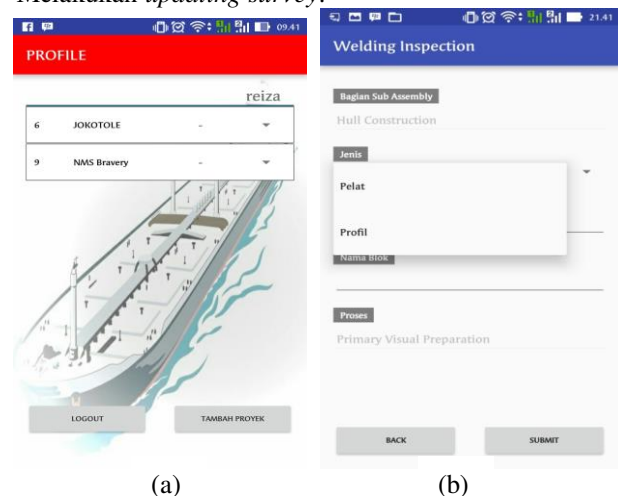 Melakukan updating survey.
09.41
PROFILE
reiza
6 JOKOTOLE -
9 NMS Bravery -
LOGOUT TAMBAH PROYEK
(a)
21.41
Welding Inspection
Bagian Sub Assembly
Hull Construction
Jenis
Pelat
Profil
Nama Blok
Proses
Primary Visual Preparation
BACK SUBMIT
(b)